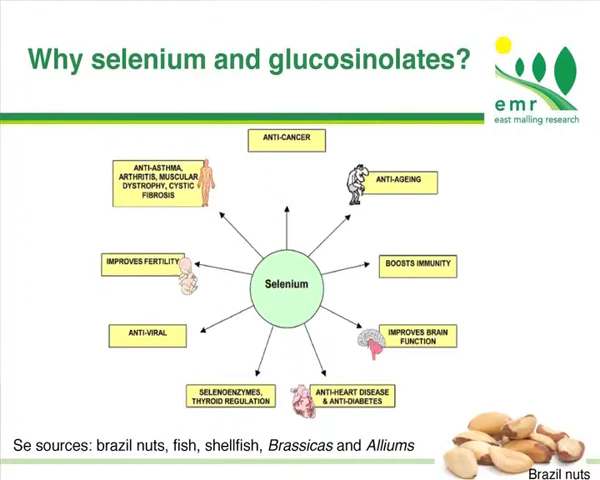 Why selenium and glucosinolates?
emr
east malling research
ANTI-CANCER
ANTI-ASTHMA,
ARTHRITIS, MUSCULAR
DYSTROPHY, CYSTIC
FIBROSIS
ANTI-AGEING
IMPROVES FERTILITY
Selenium
BOOSTS IMMUNITY
ANTI-VIRAL
IMPROVES BRAIN
FUNCTION
SELENOENZYMES,
THYROID REGULATION
ANTI-HEART DISEASE
& ANTI-DIABETES
Se sources: brazil nuts, fish, shellfish, Brassicas and Alliums
Brazil nuts